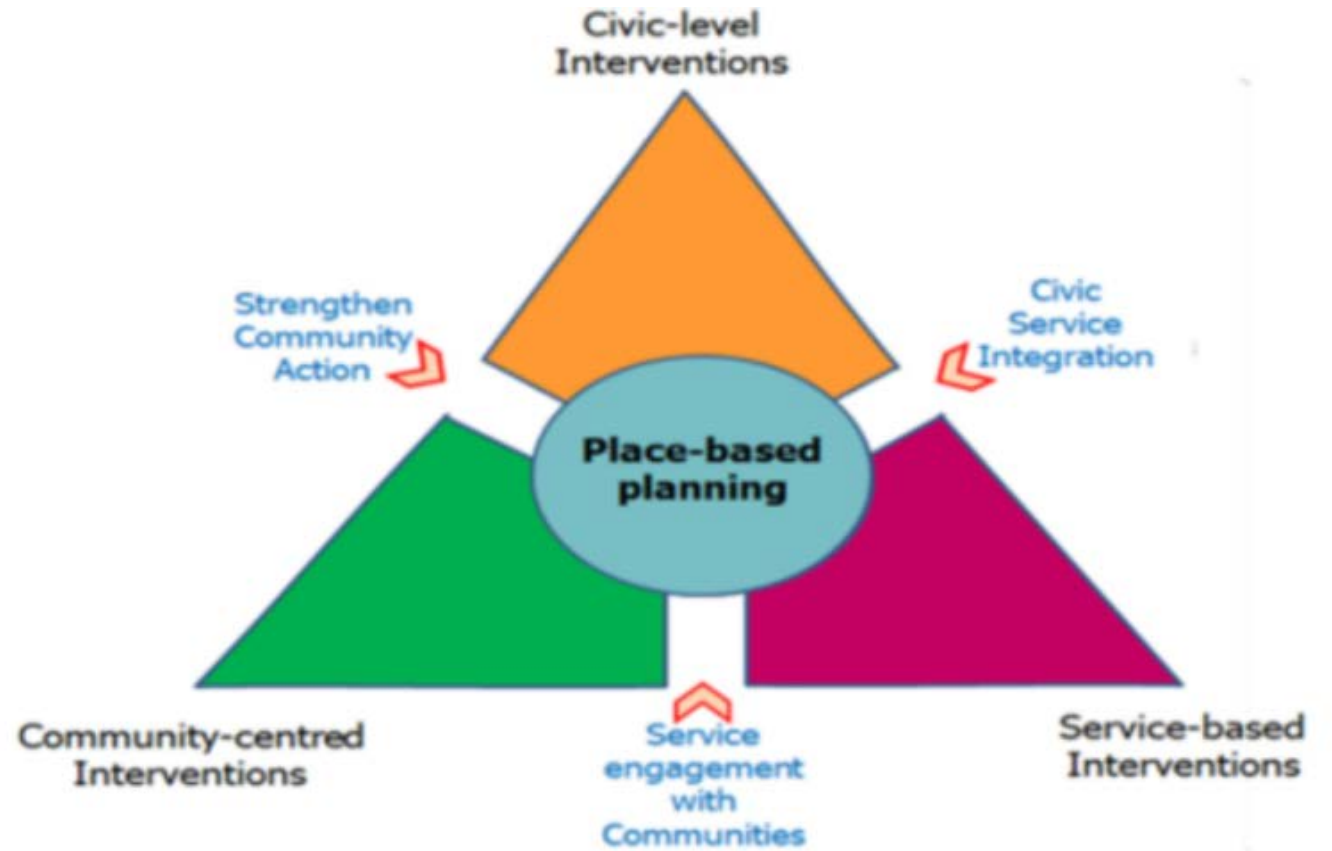 Civic-level
Interventions
Strengthen
Community
Action
Civic
Service
Integration
Place-based
planning
Community-centred
Interventions
Service
engagement
with
Communities
Service-based
Interventions